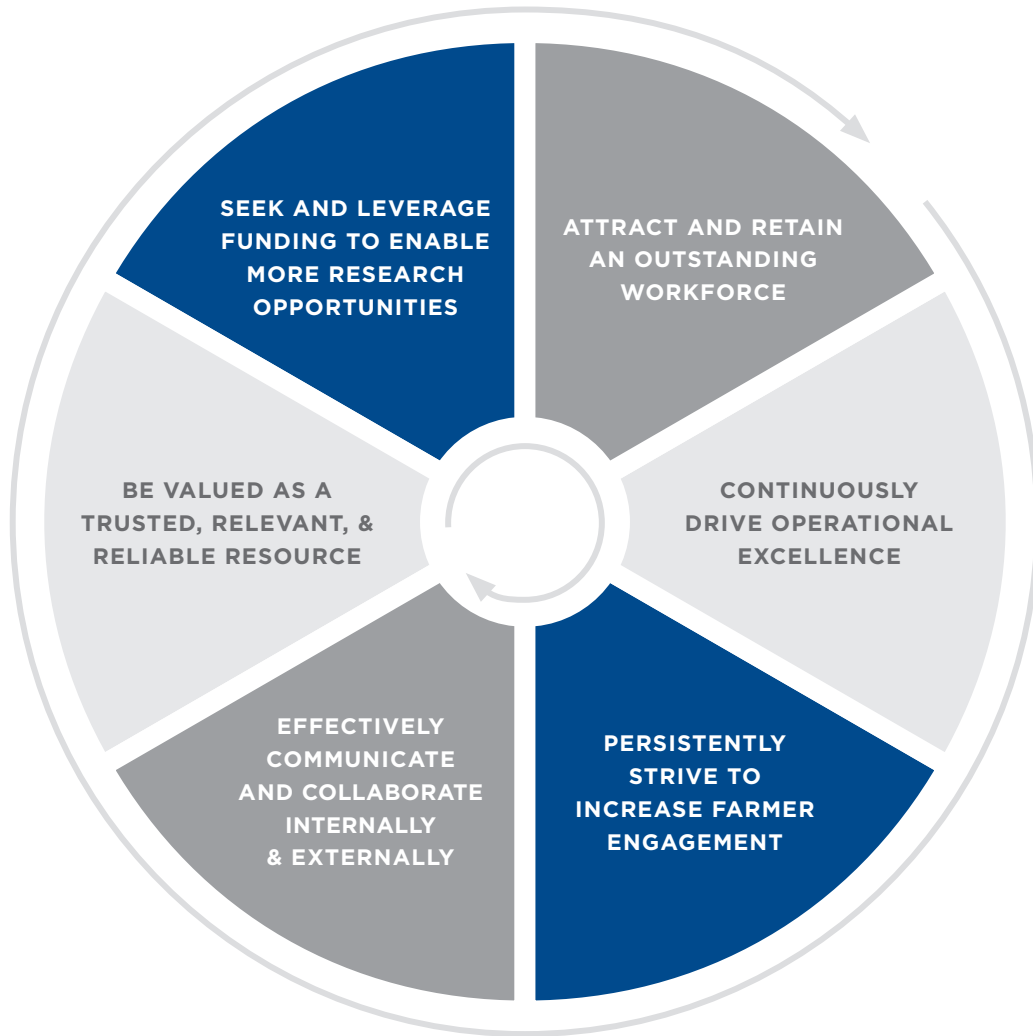 SEEK AND LEVERAGE
FUNDING TO ENABLE
MORE RESEARCH
OPPORTUNITIES
ATTRACT AND RETAIN
AN OUTSTANDING
WORKFORCE
BE VALUED AS A
TRUSTED, RELEVANT, &
RELIABLE RESOURCE
CONTINUOUSLY
DRIVE OPERATIONAL
EXCELLENCE
EFFECTIVELY
COMMUNICATE
AND COLLABORATE
INTERNALLY
& EXTERNALLY
PERSISTENTLY
STRIVE TO
INCREASE FARMER
ENGAGEMENT